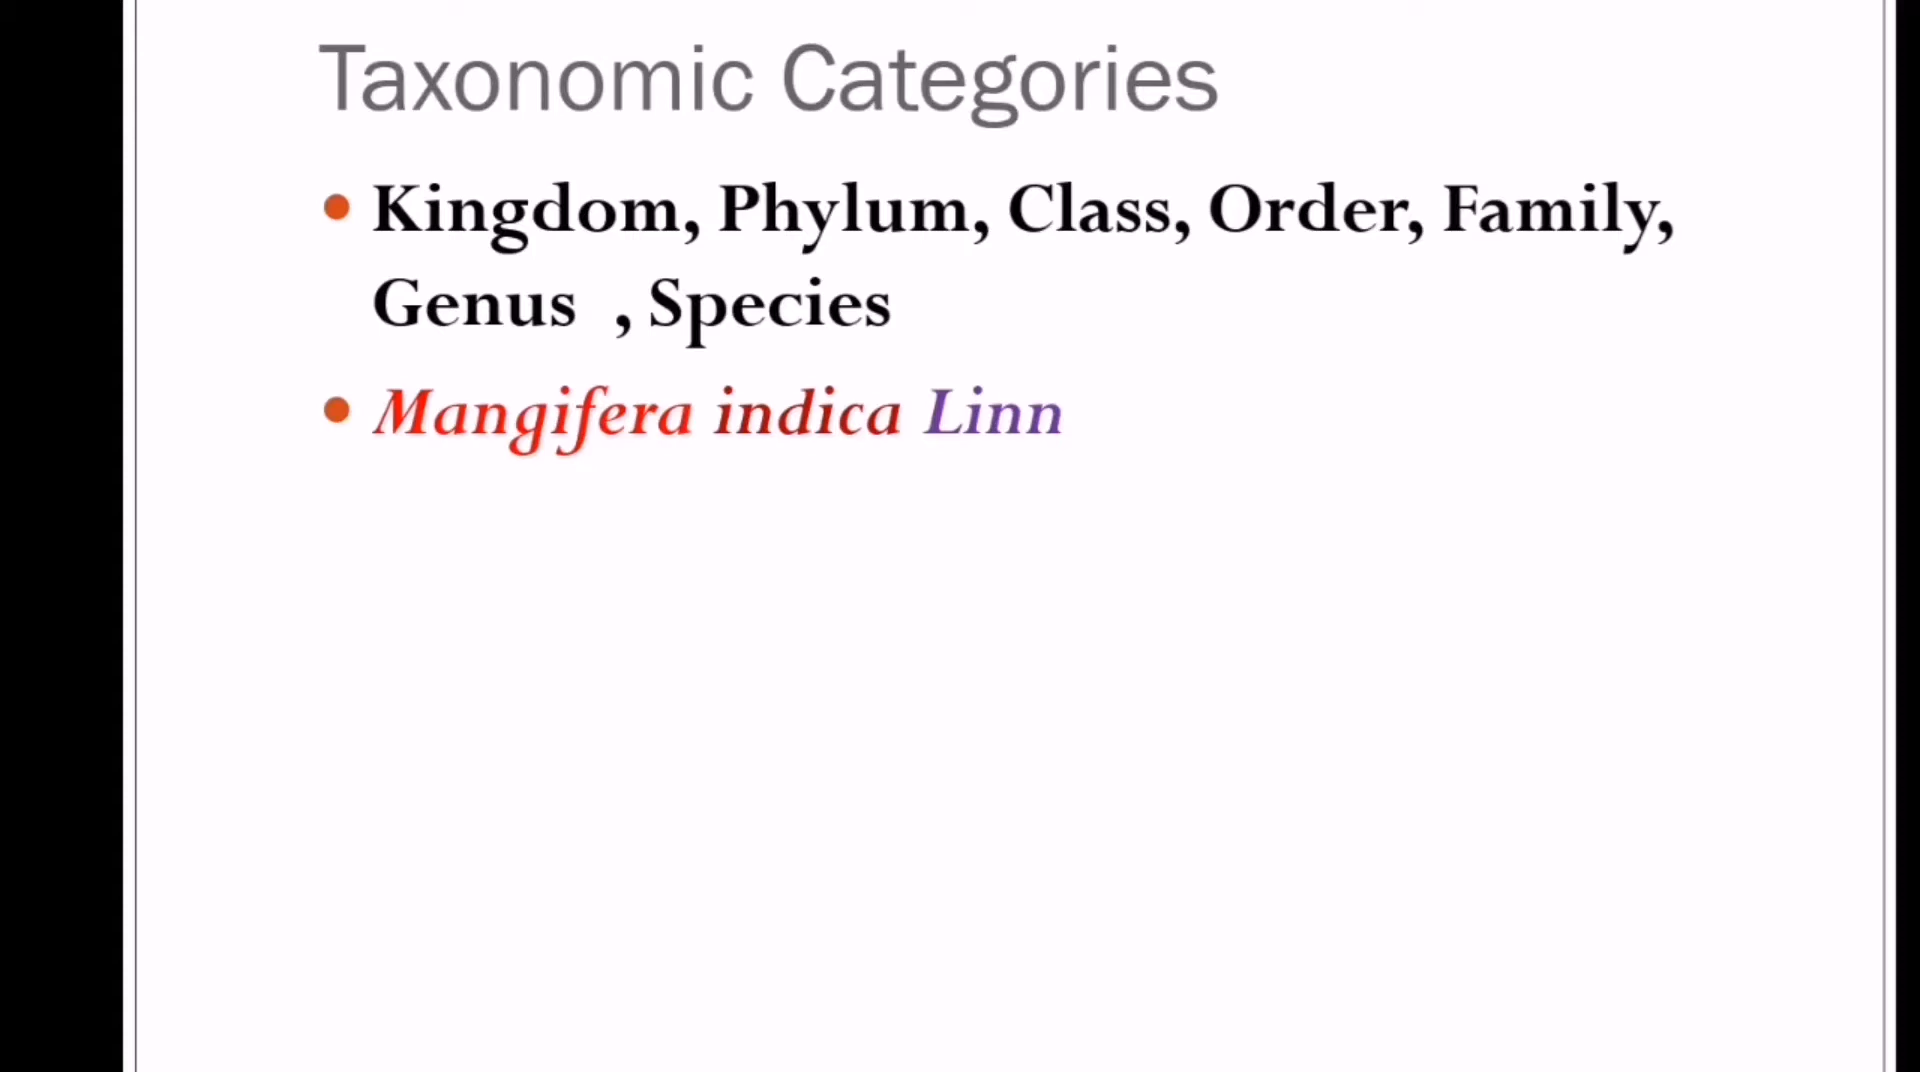 Taxonomic Categories
• Kingdom, Phylum, Class, Order, Family,
Genus , Species
• Mangifera indica Linn